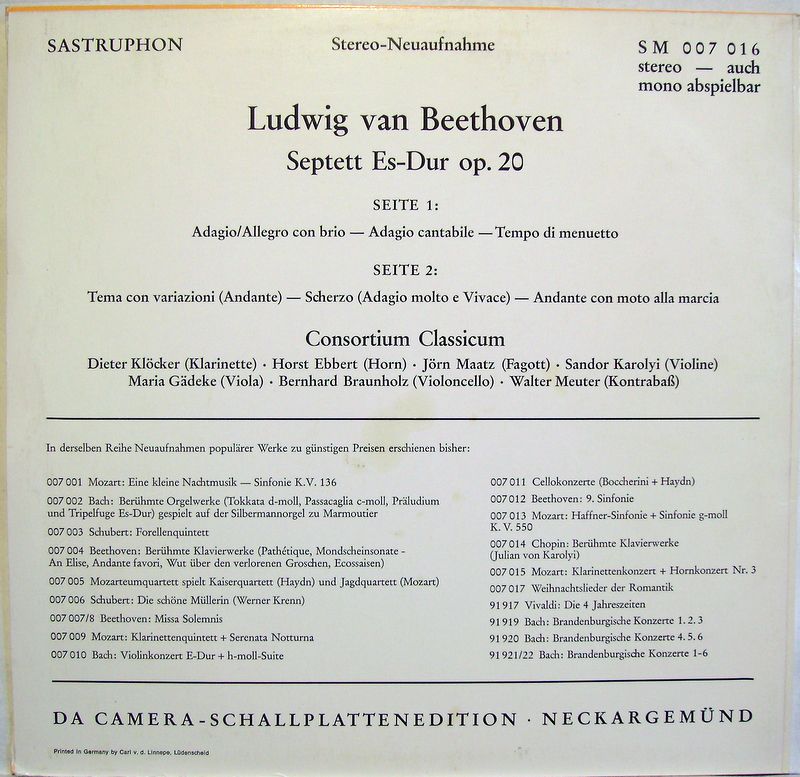 SASTRUPHON
Stereo-Neuaufnahme
SM 007 016
stereo — auch
mono abspielbar
Ludwig van Beethoven
Septett Es-Dur op. 20
SEITE 1:
Adagio/Allegro con brio — Adagio cantabile — Tempo di menuetto
SEITE 2:
Tema con variazioni (Andante) — Scherzo (Adagio molto e Vivace) — Andante con moto alla marcia
Consortium Classicum
Dieter Klöcker (Klarinette) · Horst Ebbert (Horn) · Jörn Maatz (Fagott) · Sandor Karolyi (Violine)
Maria Gädeke (Viola) · Bernhard Braunholz (Violoncello) · Walter Meuter (Kontrabaß)
In derselben Reihe Neuaufnahmen populärer Werke zu günstigen Preisen erschienen bisher:
007 001 Mozart: Eine kleine Nachtmusik — Sinfonie K.V. 136
007 002 Bach: Berühmte Orgelwerke (Tokkata d-moll, Passacaglia c-moll, Präludium
und Tripelfuge Es-Dur) gespielt auf der Silbermannorgel zu Marmoutier
007 003 Schubert: Forellenquintett
007 004 Beethoven: Berühmte Klavierwerke (Pathétique, Mondscheinsonate -
An Elise, Andante favori, Wut über den verlorenen Groschen, Ecossaisen)
007 005 Mozarteumquartett spielt Kaiserquartett (Haydn) und Jagdquartett (Mozart)
007 006 Schubert: Die schöne Müllerin (Werner Krenn)
007 007/8 Beethoven: Missa Solemnis
007 009 Mozart: Klarinettenquintett + Serenata Notturna
007 010 Bach: Violinkonzert E-Dur + h-moll-Suite
007 011 Cellokonzerte (Boccherini + Haydn)
007 012 Beethoven: 9. Sinfonie
007 013 Mozart: Haffner-Sinfonie + Sinfonie g-moll
K. V. 550
007 014 Chopin: Berühmte Klavierwerke
(Julian von Karolyi)
007 015 Mozart: Klarinettenkonzert + Hornkonzert Nr. 3
007 017 Weihnachtslieder der Romantik
91 917 Vivaldi: Die 4 Jahreszeiten
91 919 Bach: Brandenburgische Konzerte 1. 2. 3
91 920 Bach: Brandenburgische Konzerte 4. 5. 6
91 921/22 Bach: Brandenburgische Konzerte 1-6
DA CAMERA-SCHALLPLATTENEDITION · NECKARGEMÜND
Printed in Germany by Carl v. d. Linnepe, Lüdenscheid